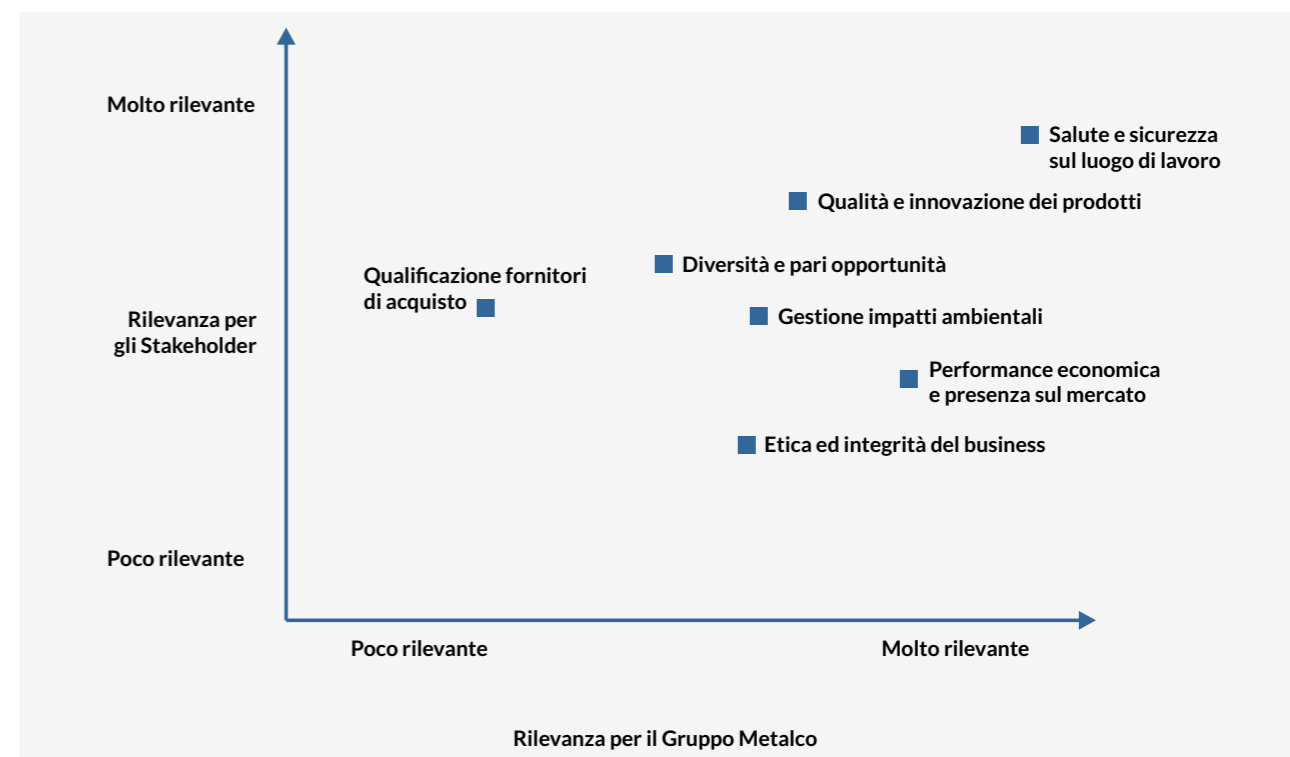 Molto rilevante
Salute e sicurezza
sul luogo di lavoro
Qualità e innovazione dei prodotti
Diversità e pari opportunità
Qualificazione fornitori
di acquisto
Rilevanza per
gli Stakeholder
Gestione impatti ambientali
Performance economica
e presenza sul mercato
Etica ed integrità del business
Poco rilevante
Poco rilevante
Molto rilevante
Rilevanza per il Gruppo Metalco